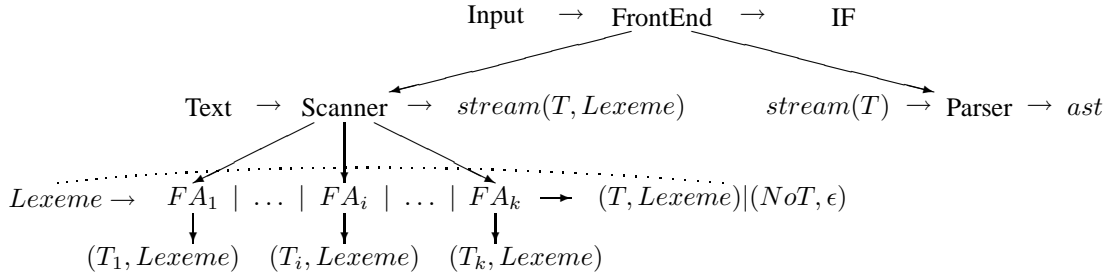 Input → FrontEnd → IF
Text → Scanner → stream(T, Lexeme) stream(T) → Parser → ast
Lexeme → FA₁ | ... | FAᵢ | ... | FAₖ → (T, Lexeme)|(NoT, ϵ)
(T₁, Lexeme) (Tᵢ, Lexeme) (Tₖ, Lexeme)